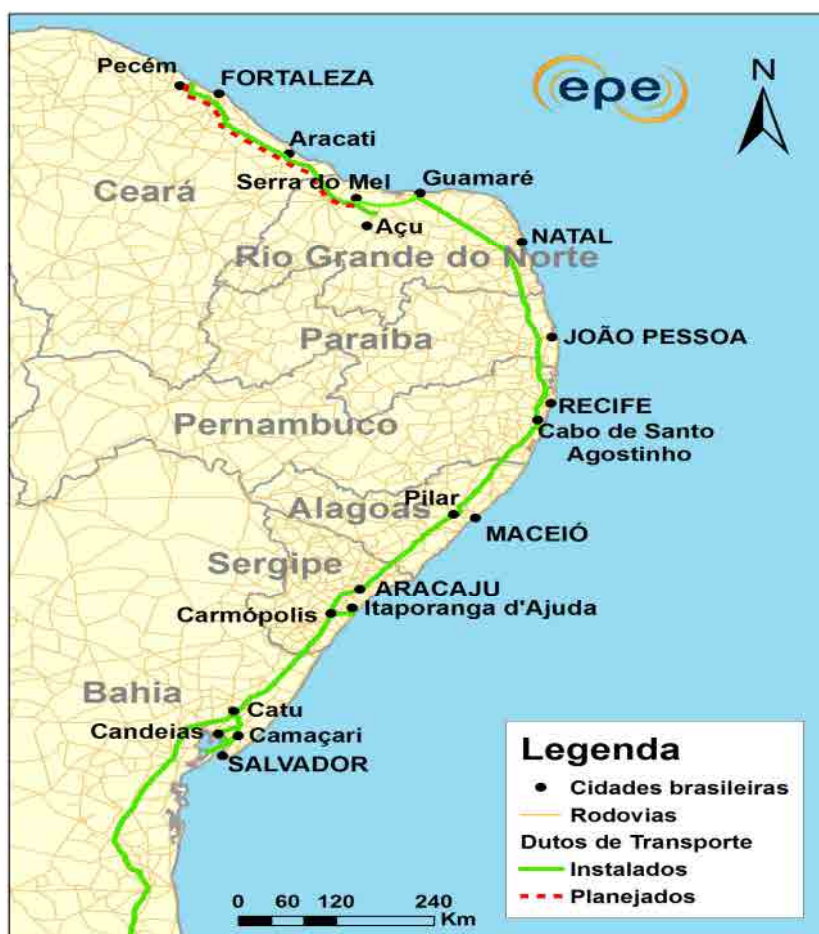 Pecém
FORTALEZA
epe
N
Aracati
Ceará
Serra do Mel
Guamaré
Açu
NATAL
Rio Grande do Norte
Paraíba
JOÃO PESSOA
RECIFE
Pernambuco
Cabo de Santo
Agostinho
Pilar
Alagoas
MACEIÓ
Sergipe
ARACAJU
Itaporanga d'Ajuda
Carmópolis
Bahia
Catu
Candeias
Camaçari
SALVADOR
Legenda
Cidades brasileiras
Rodovias
Dutos de Transporte
Instalados
Planejados
0 60 120 240
Km